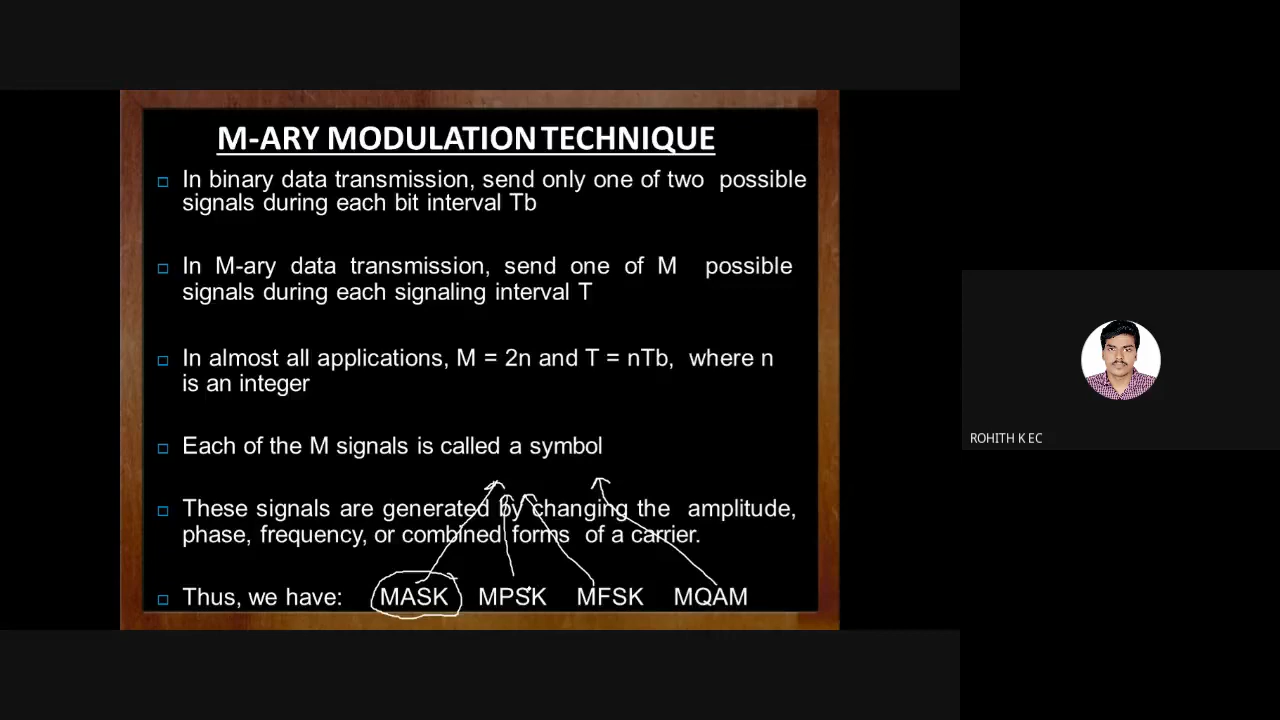 M-ARY MODULATION TECHNIQUE
In binary data transmission, send only one of two possible
signals during each bit interval Tb
In M-ary data transmission, send one of M possible
signals during each signaling interval T
In almost all applications, M = 2n and T = nTb, where n
is an integer
Each of the M signals is called a symbol
These signals are generated by changing the amplitude,
phase, frequency, or combined forms of a carrier.
Thus, we have: MASK MPSK MFSK MQAM
ROHITH K EC